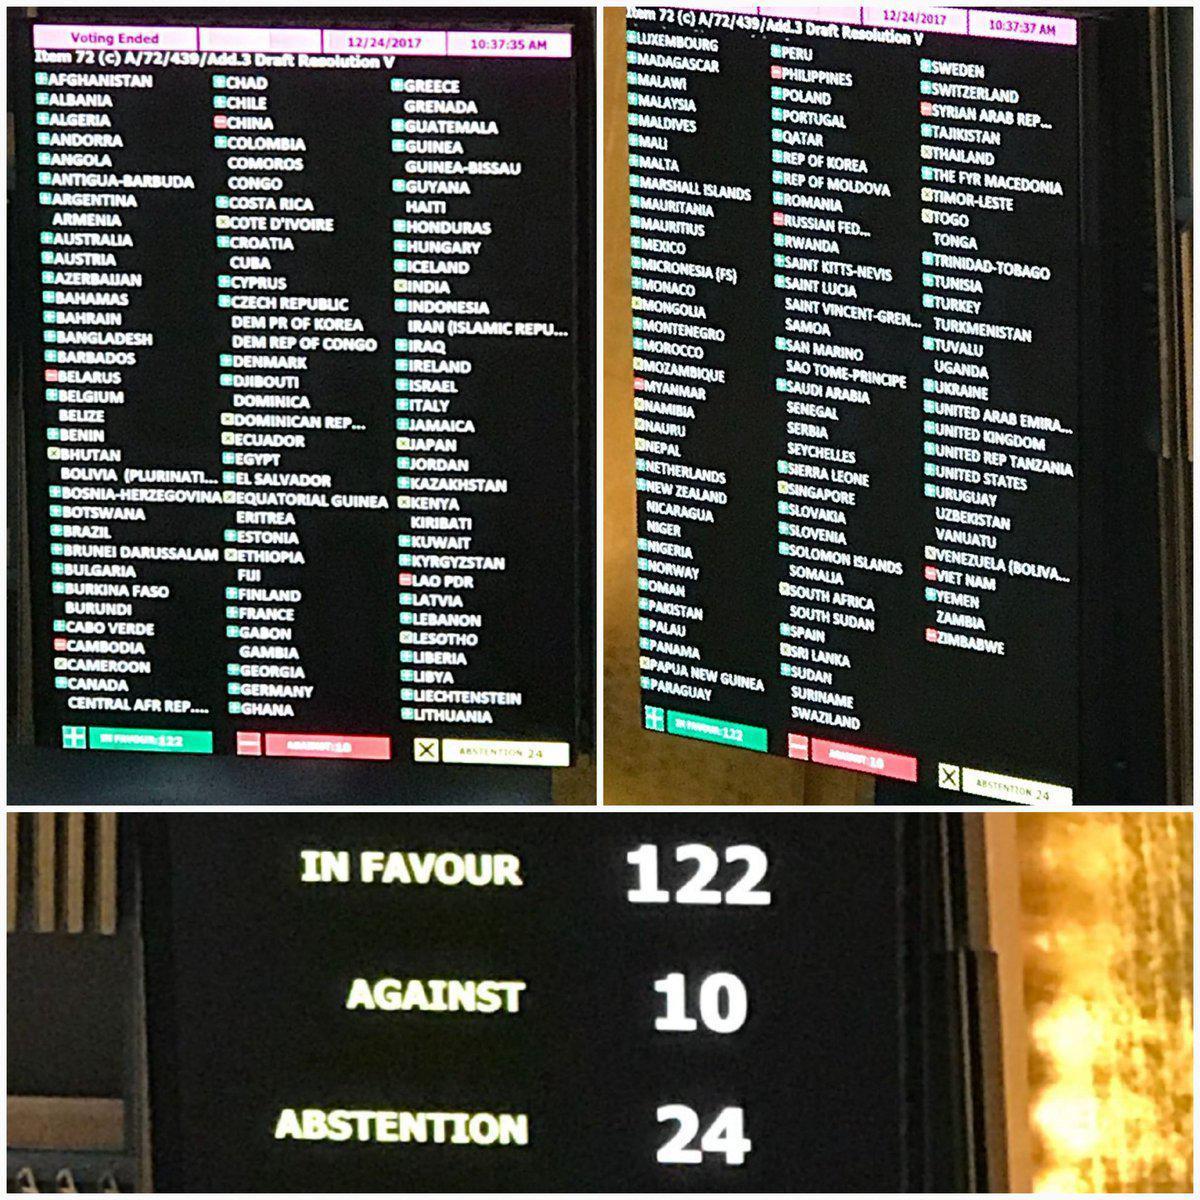 Voting Ended 12/24/2017 10:37:35 AM
Item 72 (c) A/72/439/Add.3 Draft Resolution V
AFGHANISTAN
ALBANIA
ALGERIA
ANDORRA
ANGOLA
ANTIGUA-BARBUDA
ARGENTINA
ARMENIA
AUSTRALIA
AUSTRIA
AZERBAIJAN
BAHAMAS
BAHRAIN
BANGLADESH
BARBADOS
BELARUS
BELGIUM
BELIZE
BENIN
BHUTAN
BOLIVIA (PLURINATI...
BOSNIA-HERZEGOVINA
BOTSWANA
BRAZIL
BRUNEI DARUSSALAM
BULGARIA
BURKINA FASO
BURUNDI
CABO VERDE
CAMBODIA
CAMEROON
CANADA
CENTRAL AFR REP....
CHAD
CHILE
CHINA
COLOMBIA
COMOROS
CONGO
COSTA RICA
COTE D'IVOIRE
CROATIA
CUBA
CYPRUS
CZECH REPUBLIC
DEM PR OF KOREA
DEM REP OF CONGO
DENMARK
DJIBOUTI
DOMINICA
DOMINICAN REP...
ECUADOR
EGYPT
EL SALVADOR
EQUATORIAL GUINEA
ERITREA
ESTONIA
ETHIOPIA
FIJI
FINLAND
FRANCE
GABON
GAMBIA
GEORGIA
GERMANY
GHANA
GREECE
GRENADA
GUATEMALA
GUINEA
GUINEA-BISSAU
GUYANA
HAITI
HONDURAS
HUNGARY
ICELAND
INDIA
INDONESIA
IRAN (ISLAMIC REPU...
IRAQ
IRELAND
ISRAEL
ITALY
JAMAICA
JAPAN
JORDAN
KAZAKHSTAN
KENYA
KIRIBATI
KUWAIT
KYRGYZSTAN
LAO PDR
LATVIA
LEBANON
LESOTHO
LIBERIA
LIBYA
LIECHTENSTEIN
LITHUANIA
IN FAVOUR:122 AGAINST:10 ABSTENTION 24
12/24/2017 10:37:37 AM
Item 72 (c) A/72/439/Add.3 Draft Resolution V
LUXEMBOURG
MADAGASCAR
MALAWI
MALAYSIA
MALDIVES
MALI
MALTA
MARSHALL ISLANDS
MAURITANIA
MAURITIUS
MEXICO
MICRONESIA (FS)
MONACO
MONGOLIA
MONTENEGRO
MOROCCO
MOZAMBIQUE
MYANMAR
NAMIBIA
NAURU
NEPAL
NETHERLANDS
NEW ZEALAND
NICARAGUA
NIGER
NIGERIA
NORWAY
OMAN
PAKISTAN
PALAU
PANAMA
PAPUA NEW GUINEA
PARAGUAY
PERU
PHILIPPINES
POLAND
PORTUGAL
QATAR
REP OF KOREA
REP OF MOLDOVA
ROMANIA
RUSSIAN FED...
RWANDA
SAINT KITTS-NEVIS
SAINT LUCIA
SAINT VINCENT-GREN...
SAMOA
SAN MARINO
SAO TOME-PRINCIPE
SAUDI ARABIA
SENEGAL
SERBIA
SEYCHELLES
SIERRA LEONE
SINGAPORE
SLOVAKIA
SLOVENIA
SOLOMON ISLANDS
SOMALIA
SOUTH AFRICA
SOUTH SUDAN
SPAIN
SRI LANKA
SUDAN
SURINAME
SWAZILAND
SWEDEN
SWITZERLAND
SYRIAN ARAB REP...
TAJIKISTAN
THAILAND
THE FYR MACEDONIA
TIMOR-LESTE
TOGO
TONGA
TRINIDAD-TOBAGO
TUNISIA
TURKEY
TURKMENISTAN
TUVALU
UGANDA
UKRAINE
UNITED ARAB EMIRA...
UNITED KINGDOM
UNITED REP TANZANIA
UNITED STATES
URUGUAY
UZBEKISTAN
VANUATU
VENEZUELA (BOLIVA...
VIET NAM
YEMEN
ZAMBIA
ZIMBABWE
IN FAVOUR:122 AGAINST:10 ABSTENTION 24
IN FAVOUR 122
AGAINST 10
ABSTENTION 24